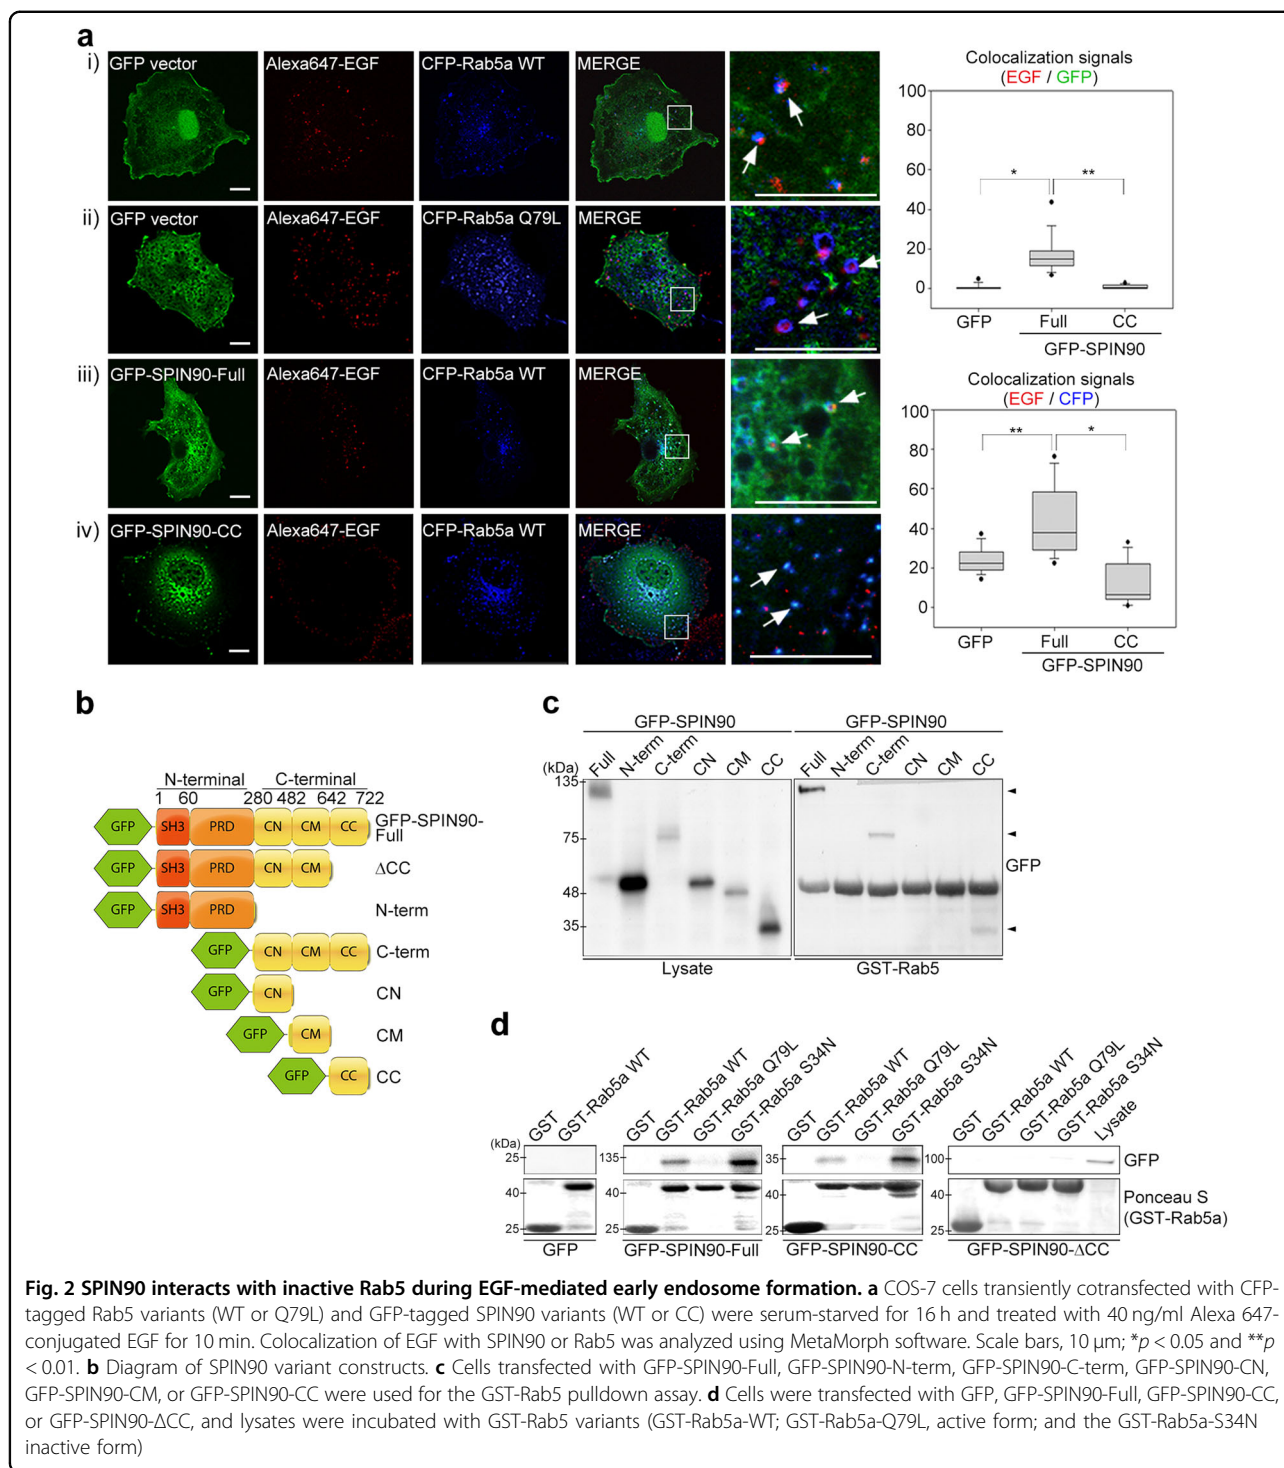 a
i)
GFP vector
Alexa647-EGF
CFP-Rab5a WT
MERGE
ii)
GFP vector
Alexa647-EGF
CFP-Rab5a Q79L
MERGE
iii)
GFP-SPIN90-Full
Alexa647-EGF
CFP-Rab5a WT
MERGE
iv)
GFP-SPIN90-CC
Alexa647-EGF
CFP-Rab5a WT
MERGE
Colocalization signals
(EGF / GFP)
100
80
60
40
20
0
*
**
GFP
Full
CC
GFP-SPIN90
Colocalization signals
(EGF / CFP)
100
80
60
40
20
0
**
*
GFP
Full
CC
GFP-SPIN90
b
N-terminal
C-terminal
1 60 280 482 642 722
GFP SH3 PRD CN CM CC
GFP-SPIN90-
Full
GFP SH3 PRD CN CM
ΔCC
GFP SH3 PRD
N-term
GFP CN CM CC
C-term
GFP CN
CN
GFP CM
CM
GFP CC
CC
c
GFP-SPIN90
GFP-SPIN90
(kDa)
Full N-term C-term CN CM CC
Full N-term C-term CN CM CC
135
75
48
35
GFP
Lysate
GST-Rab5
d
GST GST-Rab5a WT
GST GST-Rab5a WT GST-Rab5a Q79L GST-Rab5a S34N
GST GST-Rab5a WT GST-Rab5a Q79L GST-Rab5a S34N
GST GST-Rab5a WT GST-Rab5a Q79L GST-Rab5a S34N Lysate
(kDa)
25
135
35
100
GFP
40
25
40
25
40
25
40
25
Ponceau S
(GST-Rab5a)
GFP
GFP-SPIN90-Full
GFP-SPIN90-CC
GFP-SPIN90-ΔCC
Fig. 2 SPIN90 interacts with inactive Rab5 during EGF-mediated early endosome formation. a COS-7 cells transiently cotransfected with CFP-
tagged Rab5 variants (WT or Q79L) and GFP-tagged SPIN90 variants (WT or CC) were serum-starved for 16 h and treated with 40 ng/ml Alexa 647-
conjugated EGF for 10 min. Colocalization of EGF with SPIN90 or Rab5 was analyzed using MetaMorph software. Scale bars, 10 µm; *p < 0.05 and **p
< 0.01. b Diagram of SPIN90 variant constructs. c Cells transfected with GFP-SPIN90-Full, GFP-SPIN90-N-term, GFP-SPIN90-C-term, GFP-SPIN90-CN,
GFP-SPIN90-CM, or GFP-SPIN90-CC were used for the GST-Rab5 pulldown assay. d Cells were transfected with GFP, GFP-SPIN90-Full, GFP-SPIN90-CC,
or GFP-SPIN90-ΔCC, and lysates were incubated with GST-Rab5 variants (GST-Rab5a-WT; GST-Rab5a-Q79L, active form; and the GST-Rab5a-S34N
inactive form)